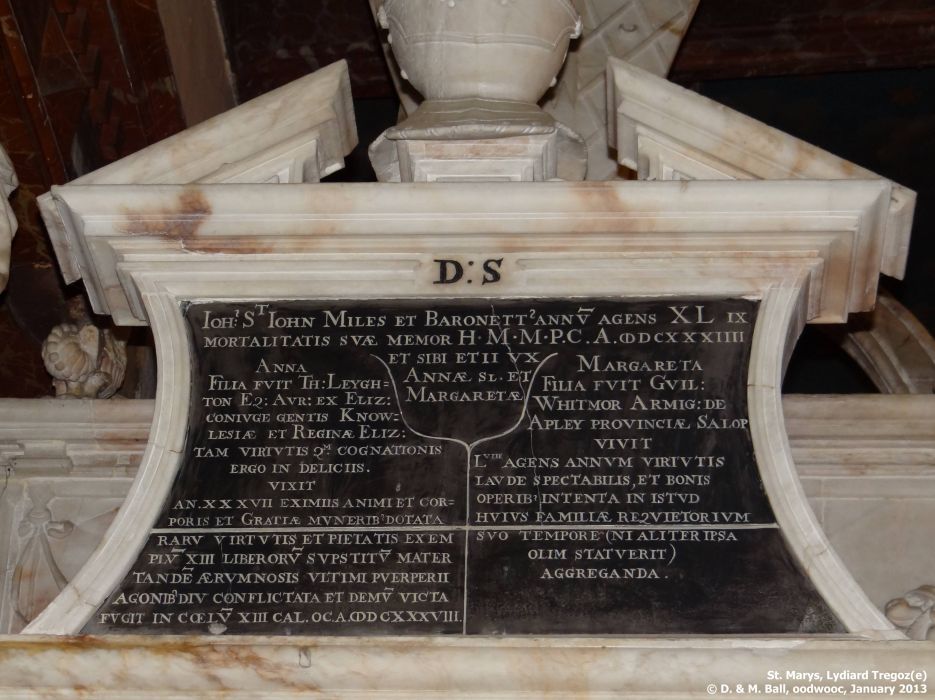 D: S
IOH: ST IOHN MILES ET BARONETT: ANNŪ AGENS XL IX
MORTALITATIS SVÆ MEMOR H·M·M·P·C·A. MDCXXXIIII
ET SIBI ET II VX
ANNÆ SL. ET
MARGARETÆ
ANNA
FILIA FVIT TH: LEYGH=
TON EQ: AVR: EX ELIZ:
CONIVGE GENTIS KNOW=
LESIÆ ET REGINÆ ELIZ:
TAM VIRTVTIS QM COGNATIONIS
ERGO IN DELICIIS.
VIXIT
AN. XXXVII EXIMIIS ANIMI ET COR=
PORIS ET GRATIÆ MVNERIB: DOTATA
RARV VIRTVTIS ET PIETATIS EXEM
PLV̄ XIII LIBERORV̄ SVPSTITV̄ MATER
TANDĒ ÆRVMNOSIS VLTIMI PVERPERII
AGONIB: DIV CONFLICTATA ET DEMV̄ VICTA
FVGIT IN CŒLV̄ XIII CAL. OC. A. MDCXXXVIII.
MARGARETA
FILIA FVIT GVIL:
WHITMOR ARMIG: DE
APLEY PROVINCIÆ SALOP
VIVIT
LVIII AGENS ANNVM VIRTVTIS
LAVDE SPECTABILIS, ET BONIS
OPERIB: INTENTA IN ISTVD
HVIVS FAMILIÆ REQVIETORIVM
SVO TEMPORE (NI ALITER IPSA
OLIM STATVERIT)
AGGREGANDA.
St. Marys, Lydiard Tregoz(e)
© D. & M. Ball, oodwooc, January 2013